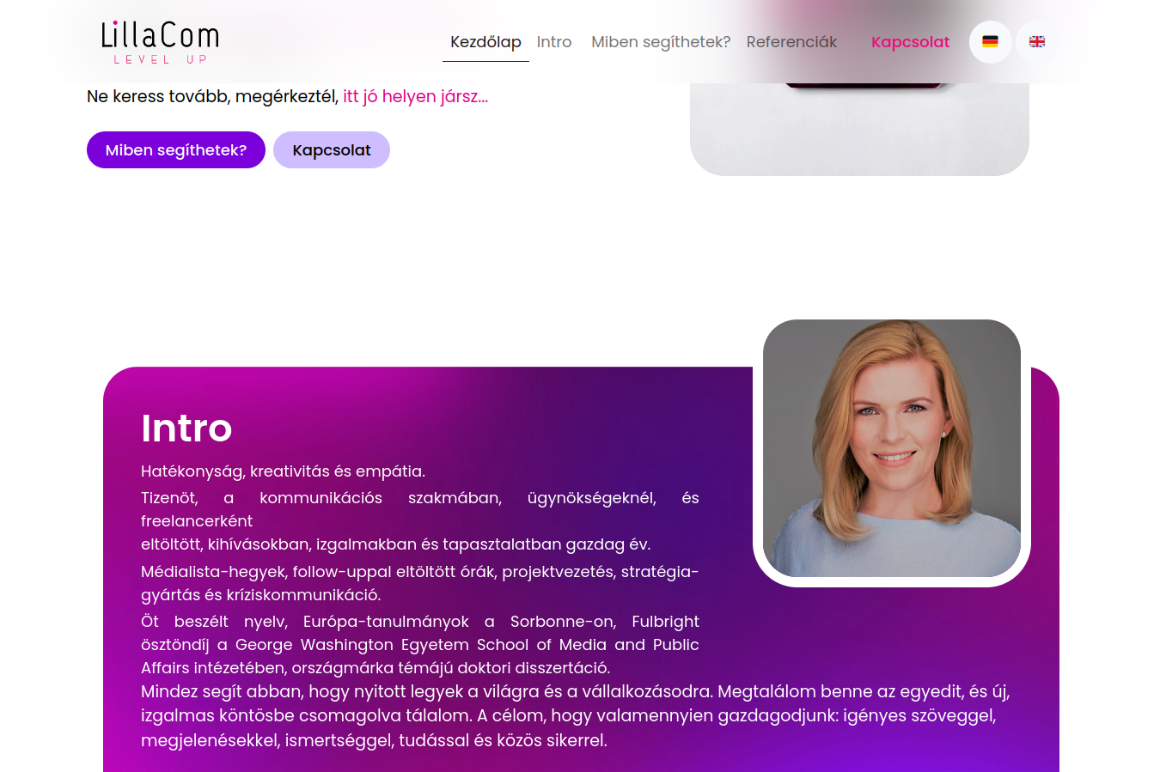 LillaCom
LEVEL UP
Kezdőlap Intro Miben segíthetek? Referenciák Kapcsolat
Ne keress tovább, megérkeztél, itt jó helyen jársz...
Miben segíthetek? Kapcsolat
Intro
Hatékonyság, kreativitás és empátia.
Tizenöt, a kommunikációs szakmában, ügynökségeknél, és
freelancerként
eltöltött, kihívásokban, izgalmakban és tapasztalatban gazdag év.
Médialista-hegyek, follow-uppal eltöltött órák, projektvezetés, stratégia-
gyártás és kríziskommunikáció.
Öt beszélt nyelv, Európa-tanulmányok a Sorbonne-on, Fulbright
ösztöndíj a George Washington Egyetem School of Media and Public
Affairs intézetében, országmárka témájú doktori disszertáció.
Mindez segít abban, hogy nyitott legyek a világra és a vállalkozásodra. Megtalálom benne az egyedit, és új,
izgalmas köntösbe csomagolva tálalom. A célom, hogy valamennyien gazdagodjunk: igényes szöveggel,
megjelenésekkel, ismertséggel, tudással és közös sikerrel.